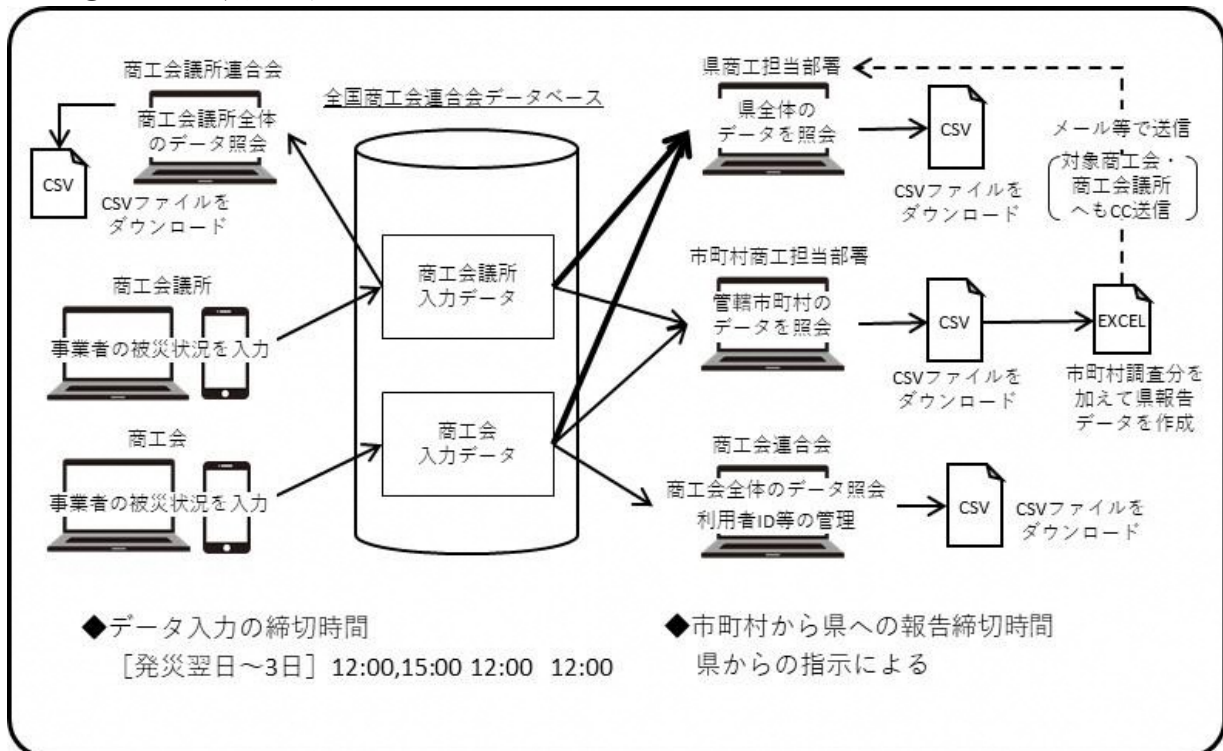 商工会議所連合会
商工会議所全体
のデータ照会
CSV
CSVファイルを
ダウンロード
商工会議所
事業者の被災状況を入力
商工会
事業者の被災状況を入力
全国商工会連合会データベース
商工会議所
入力データ
商工会
入力データ
県商工担当部署
県全体の
データを照会
CSV
CSVファイルを
ダウンロード
メール等で送信
対象商工会・
商工会議所
へもCC送信
市町村商工担当部署
管轄市町村の
データを照会
CSV
CSVファイルを
ダウンロード
EXCEL
市町村調査分を
加えて県報告
データを作成
商工会連合会
商工会全体のデータ照会
利用者ID等の管理
CSV
CSVファイルを
ダウンロード
◆データ入力の締切時間
［発災翌日～3日］12:00,15:00 12:00 12:00
◆市町村から県への報告締切時間
県からの指示による